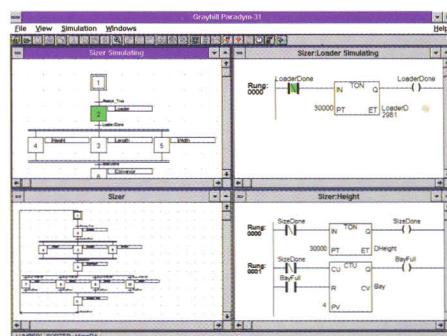 Grayhill Paradym-31
File View Simulation Windows Help
Sizer Simulating
1
2
Loader
LoaderDone
4
Height
3
Length
5
Width
6
Conveyor
Sizer:Loader Simulating
Rung:
0000
LoaderDone
TON
LoaderDone
IN
Q
30000
PT
ET
LoaderD
2981
Sizer
Sizer:Height
Rung:
0000
SizeDone
TON
SizeDone
IN
Q
30000
PT
ET
DHeight
Rung:
0001
SizeDone
CTU
BayFull
CU
Q
BayFull
R
CV
Bay
4
PV